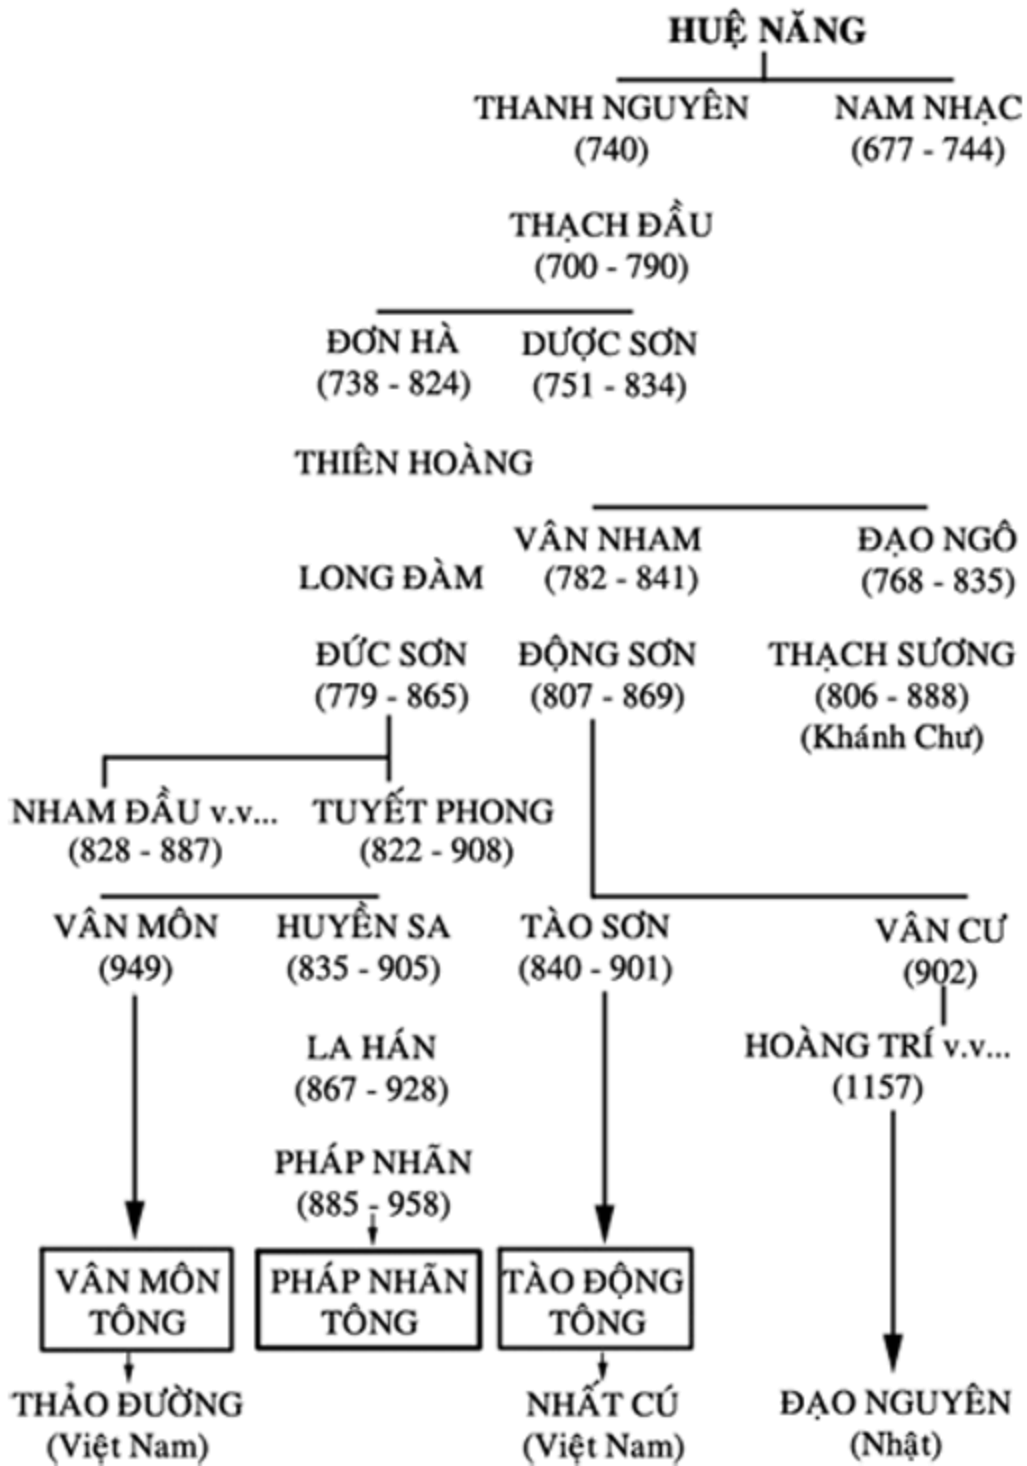 HUỆ NĂNG
THANH NGUYÊN NAM NHẠC
(740) (677 - 744)
THẠCH ĐẦU
(700 - 790)
ĐƠN HÀ DƯỢC SƠN
(738 - 824) (751 - 834)
THIÊN HOÀNG
VÂN NHAM ĐẠO NGÔ
LONG ĐÀM (782 - 841) (768 - 835)
ĐỨC SƠN ĐỘNG SƠN THẠCH SƯƠNG
(779 - 865) (807 - 869) (806 - 888)
(Khánh Chư)
NHAM ĐẦU v.v... TUYẾT PHONG
(828 - 887) (822 - 908)
VÂN MÔN HUYỀN SA TÀO SƠN VÂN CƯ
(949) (835 - 905) (840 - 901) (902)
LA HÁN HOÀNG TRÍ v.v...
(867 - 928) (1157)
PHÁP NHÃN
(885 - 958)
VÂN MÔN PHÁP NHÃN TÀO ĐỘNG
TÔNG TÔNG TÔNG
THẢO ĐƯỜNG NHẤT CÚ ĐẠO NGUYÊN
(Việt Nam) (Việt Nam) (Nhật)